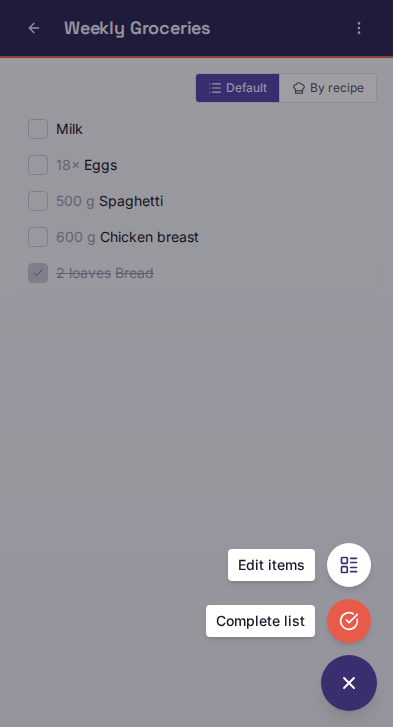 Weekly Groceries
Default By recipe
Milk
18× Eggs
500 g Spaghetti
600 g Chicken breast
2 loaves Bread
Edit items
Complete list